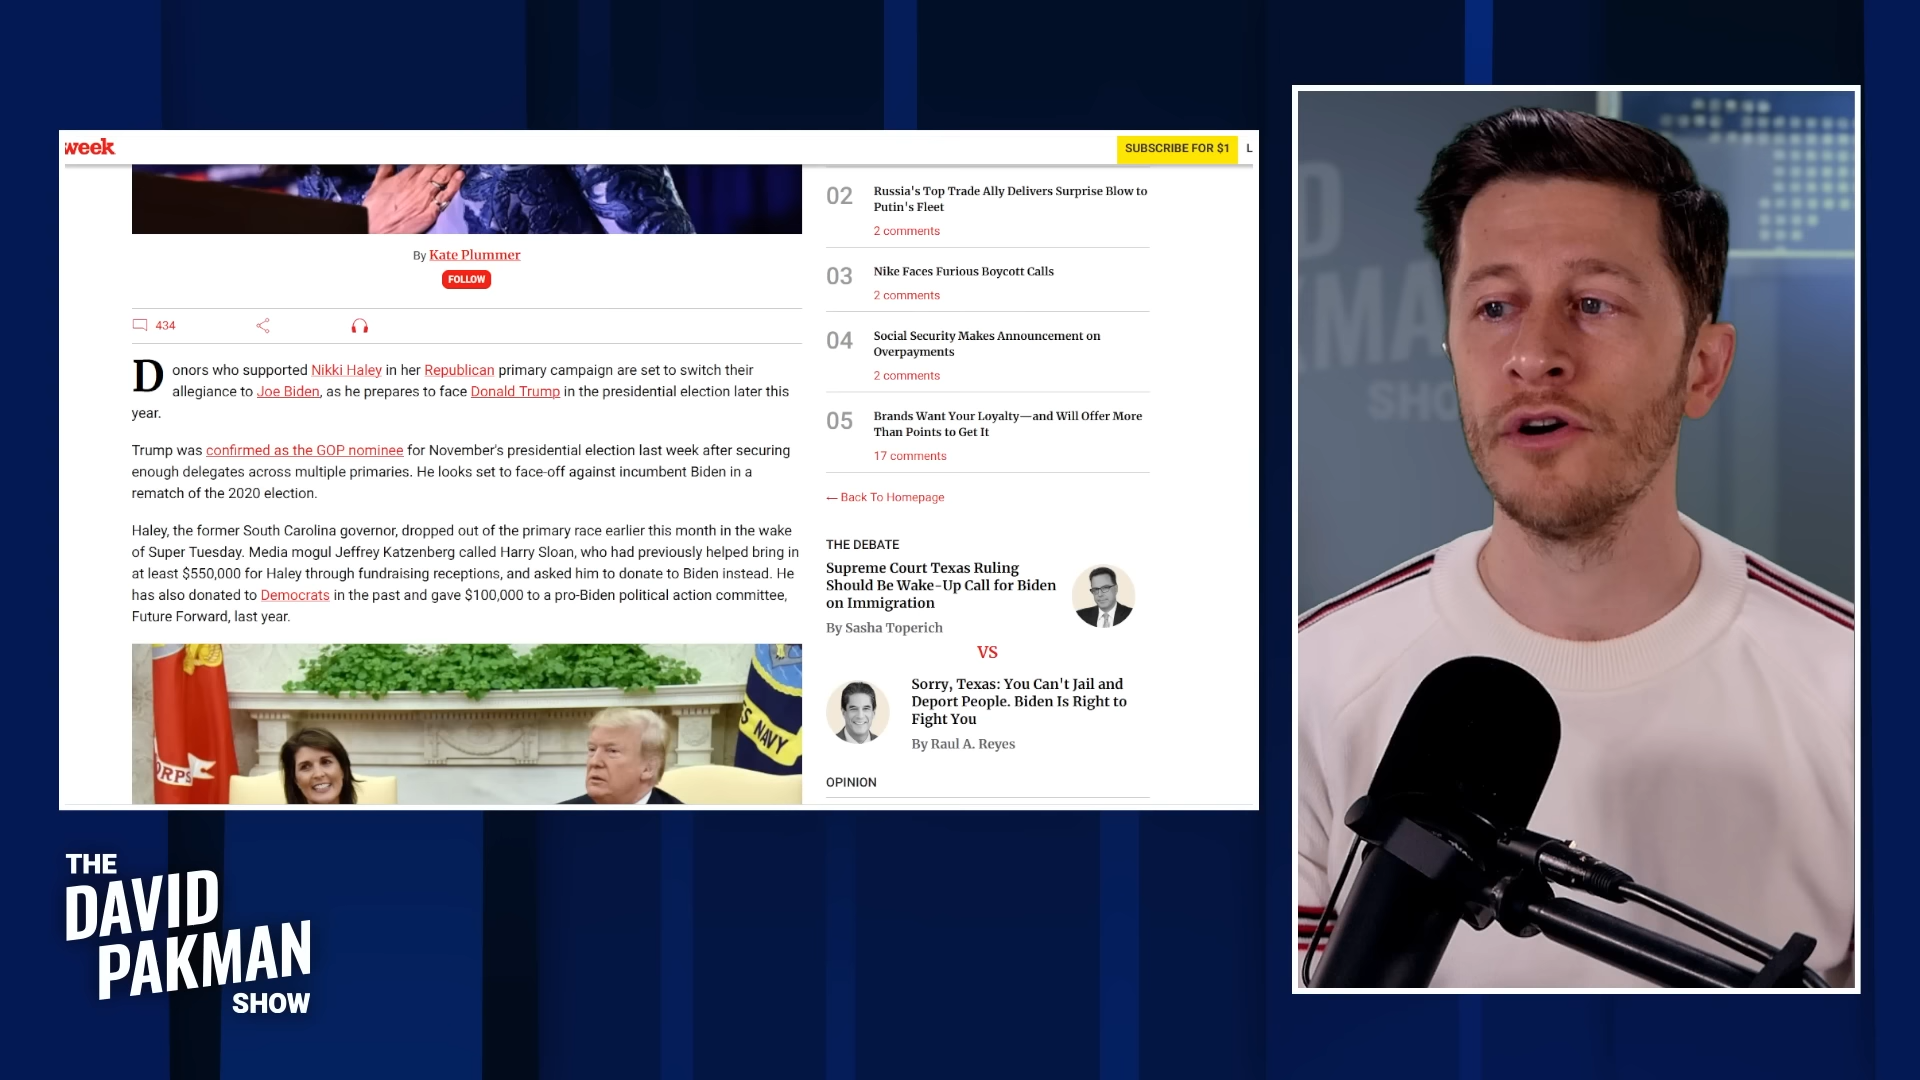 week
SUBSCRIBE FOR $1
L
By Kate Plummer
FOLLOW
434
Donors who supported Nikki Haley in her Republican primary campaign are set to switch their
allegiance to Joe Biden, as he prepares to face Donald Trump in the presidential election later this
year.
Trump was confirmed as the GOP nominee for November's presidential election last week after securing
enough delegates across multiple primaries. He looks set to face-off against incumbent Biden in a
rematch of the 2020 election.
Haley, the former South Carolina governor, dropped out of the primary race earlier this month in the wake
of Super Tuesday. Media mogul Jeffrey Katzenberg called Harry Sloan, who had previously helped bring in
at least $550,000 for Haley through fundraising receptions, and asked him to donate to Biden instead. He
has also donated to Democrats in the past and gave $100,000 to a pro-Biden political action committee,
Future Forward, last year.
ORPS
S NAVY
02
Russia's Top Trade Ally Delivers Surprise Blow to
Putin's Fleet
2 comments
03
Nike Faces Furious Boycott Calls
2 comments
04
Social Security Makes Announcement on
Overpayments
2 comments
05
Brands Want Your Loyalty—and Will Offer More
Than Points to Get It
17 comments
← Back To Homepage
THE DEBATE
Supreme Court Texas Ruling
Should Be Wake-Up Call for Biden
on Immigration
By Sasha Toperich
VS
Sorry, Texas: You Can't Jail and
Deport People. Biden Is Right to
Fight You
By Raul A. Reyes
OPINION
D
MA
SHO
THE
DAVID
PAKMAN
SHOW